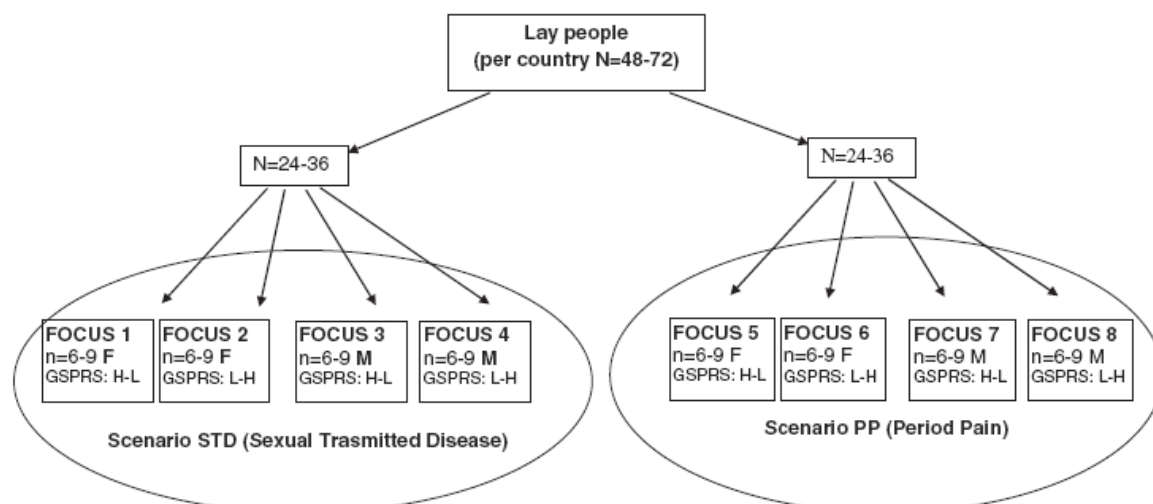 Lay people
(per country N=48-72)
N=24-36
N=24-36
FOCUS 1
n=6-9 F
GSPRS: H-L
FOCUS 2
n=6-9 F
GSPRS: L-H
FOCUS 3
n=6-9 M
GSPRS: H-L
FOCUS 4
n=6-9 M
GSPRS: L-H
Scenario STD (Sexual Trasmitted Disease)
FOCUS 5
n=6-9 F
GSPRS: H-L
FOCUS 6
n=6-9 F
GSPRS: L-H
FOCUS 7
n=6-9 M
GSPRS: H-L
FOCUS 8
n=6-9 M
GSPRS: L-H
Scenario PP (Period Pain)